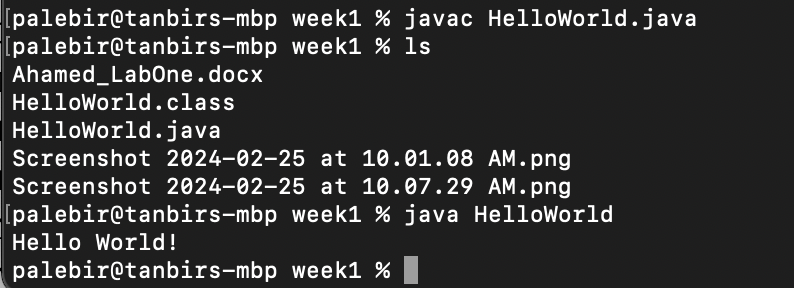 [palebir@tanbirs-mbp week1 % javac HelloWorld.java
[palebir@tanbirs-mbp week1 % ls
Ahamed_LabOne.docx
HelloWorld.class
HelloWorld.java
Screenshot 2024-02-25 at 10.01.08 AM.png
Screenshot 2024-02-25 at 10.07.29 AM.png
[palebir@tanbirs-mbp week1 % java HelloWorld
Hello World!
palebir@tanbirs-mbp week1 %